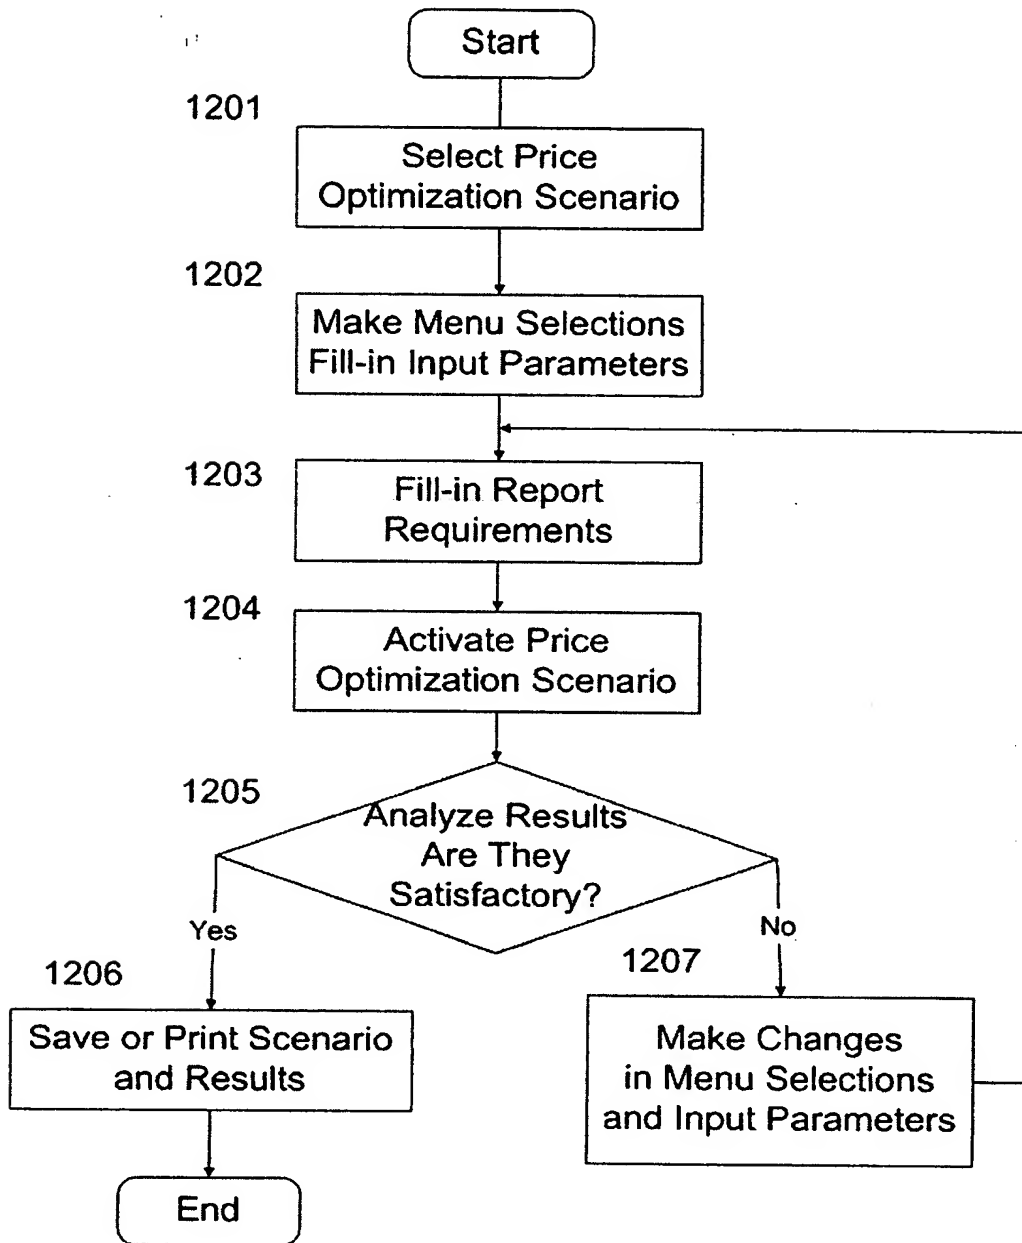 Start
1201
Select Price
Optimization Scenario
1202
Make Menu Selections
Fill-in Input Parameters
1203
Fill-in Report
Requirements
1204
Activate Price
Optimization Scenario
1205
Analyze Results
Are They
Satisfactory?
Yes
No
1206
Save or Print Scenario
and Results
1207
Make Changes
in Menu Selections
and Input Parameters
End